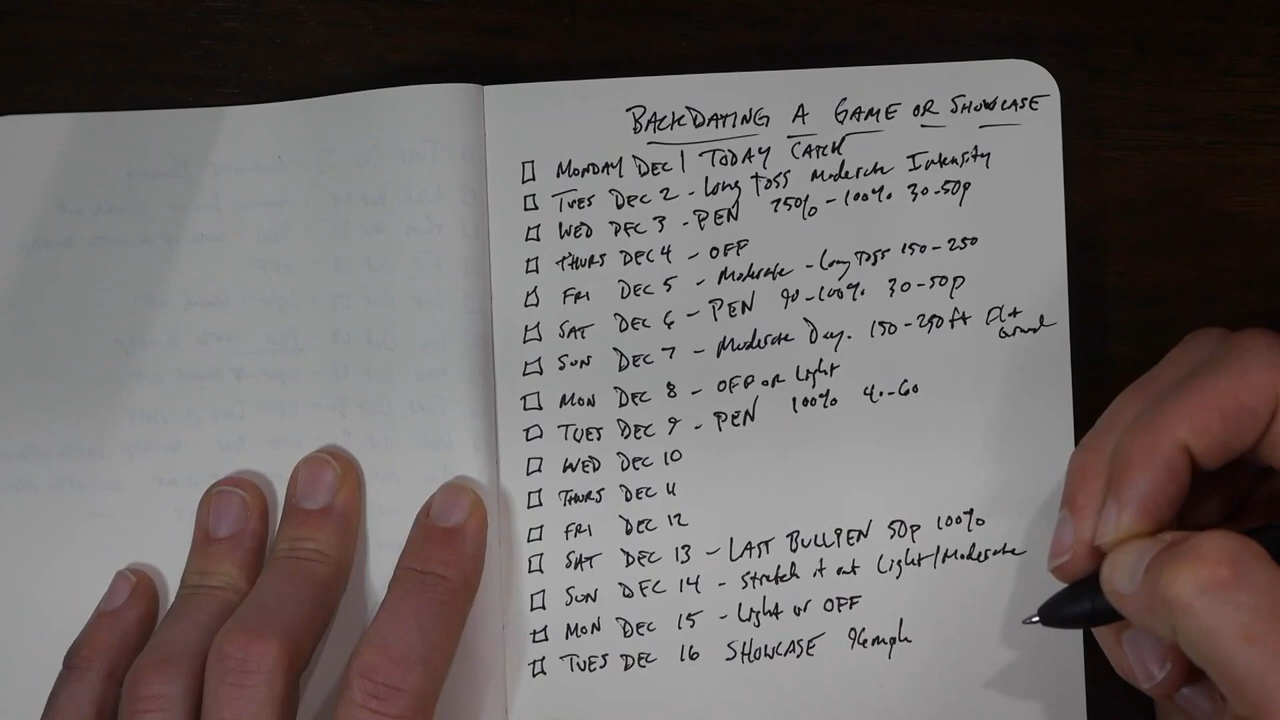 BACKDATING A GAME OR SHOWCASE
MONDAY DEC 1 TODAY CATCH
TUES DEC 2 - Long Toss Moderate Intensity
WED DEC 3 - PEN 75% - 100% 30-50p
THURS DEC 4 - OFF
FRI DEC 5 - Moderate - Long Toss 150-250
SAT DEC 6 - PEN 90-100% 30-50p
SUN DEC 7 - Moderate Day. 150-250ft Flat Ground
MON DEC 8 - OFF or Light
TUES DEC 9 - PEN 100% 40-60
WED DEC 10
THURS DEC 11
FRI DEC 12
SAT DEC 13 - LAST BULLPEN 50p 100%
SUN DEC 14 - Stretch it out Light/Moderate
MON DEC 15 - Light or OFF
TUES DEC 16 SHOWCASE 96mph